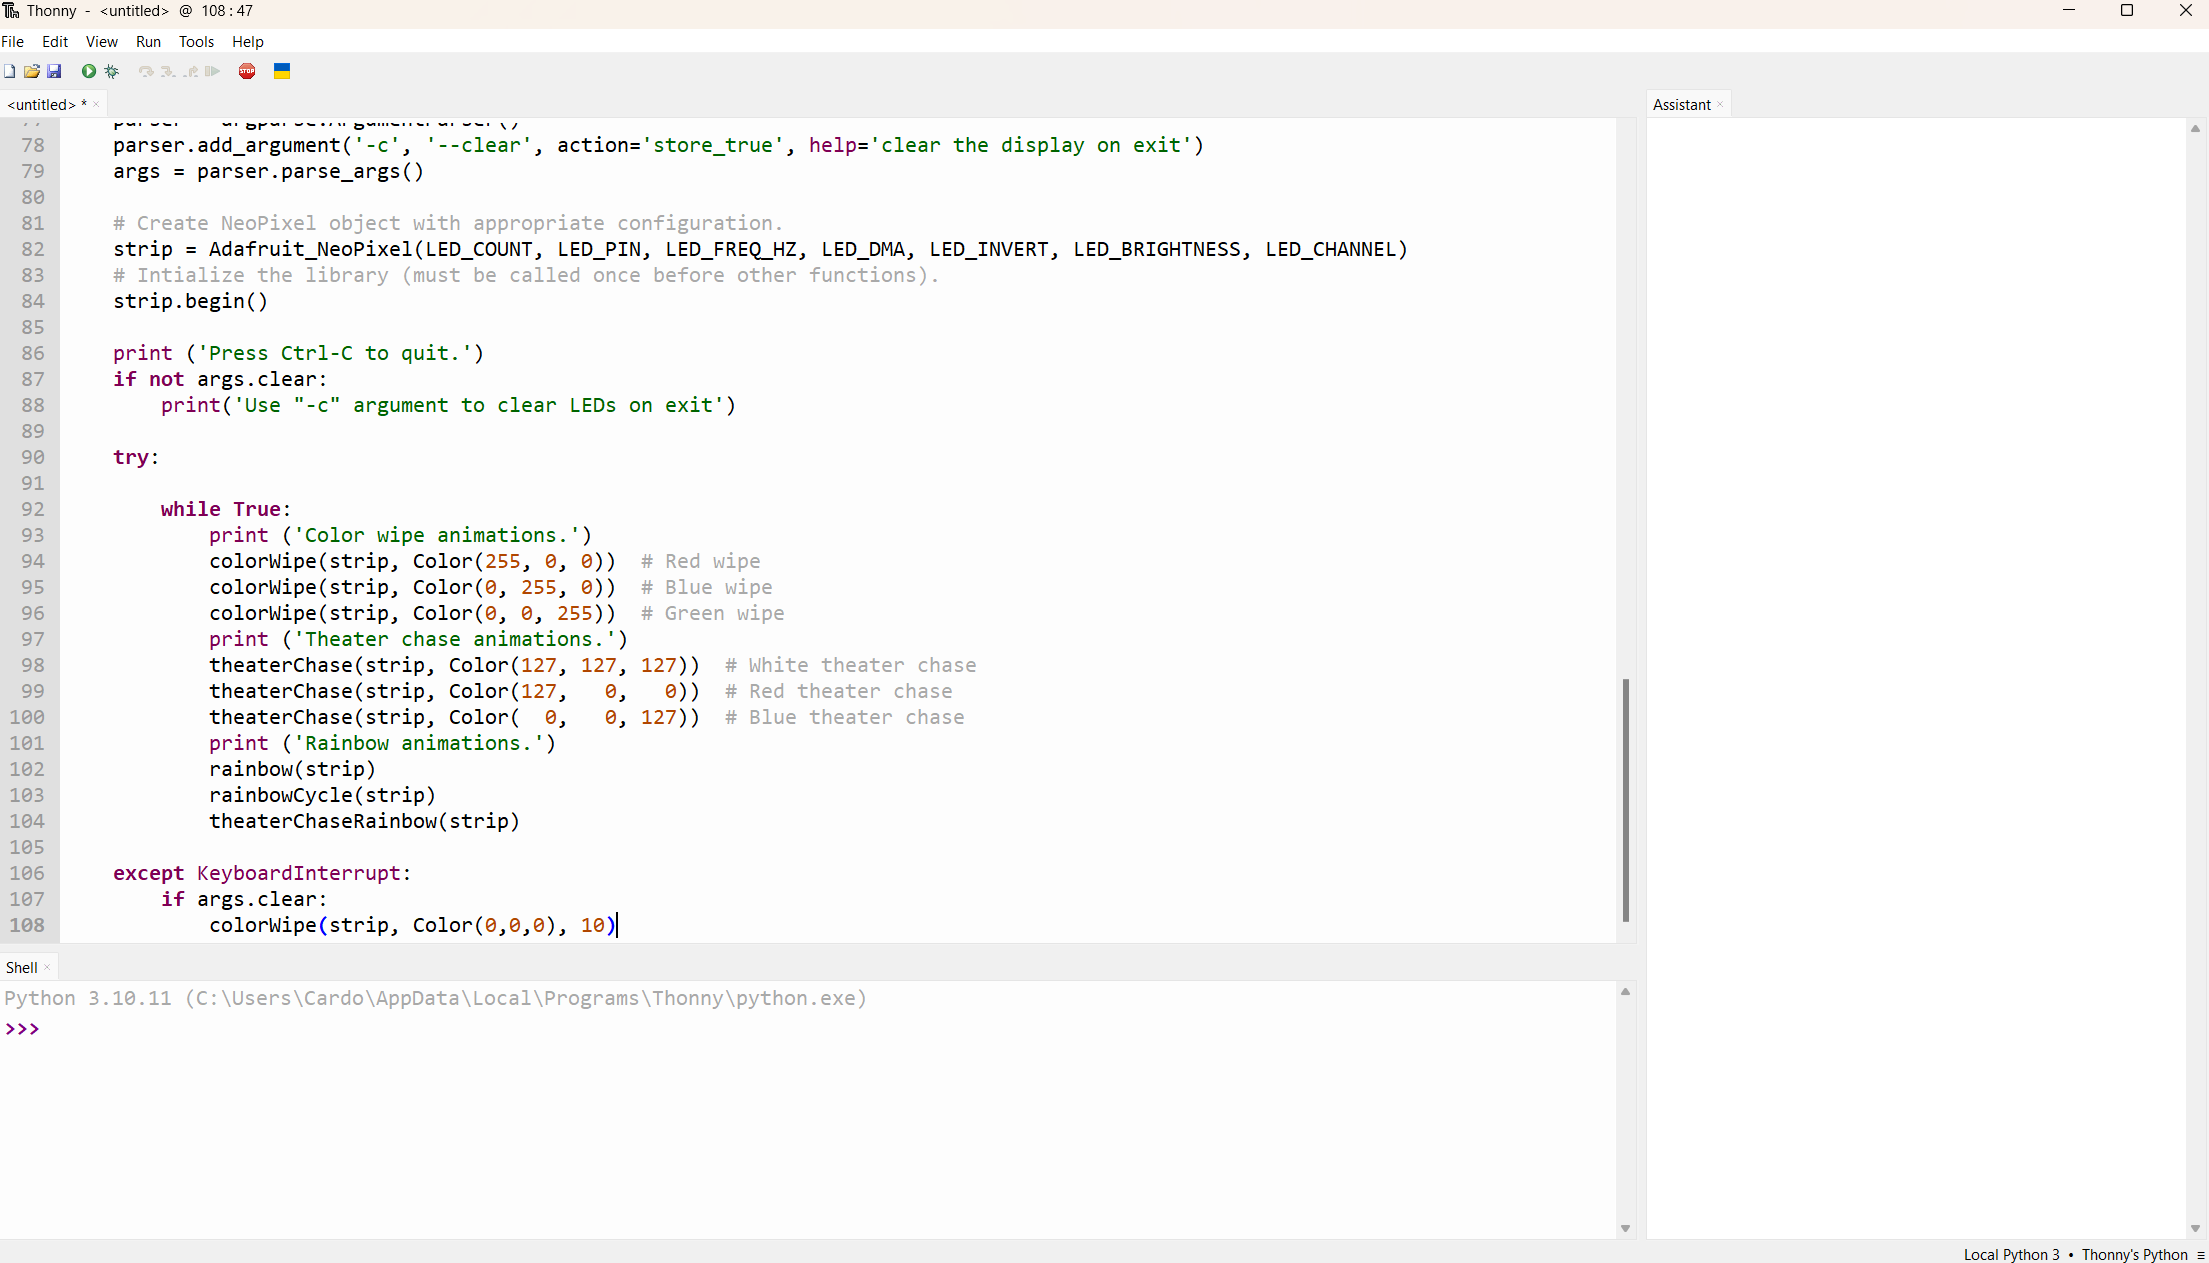 Thonny - <untitled> @ 108:47
File Edit View Run Tools Help
STOP
<untitled> *
Assistant
78 parser.add_argument('-c', '--clear', action='store_true', help='clear the display on exit')
79 args = parser.parse_args()
80
81 # Create NeoPixel object with appropriate configuration.
82 strip = Adafruit_NeoPixel(LED_COUNT, LED_PIN, LED_FREQ_HZ, LED_DMA, LED_INVERT, LED_BRIGHTNESS, LED_CHANNEL)
83 # Intialize the library (must be called once before other functions).
84 strip.begin()
85
86 print ('Press Ctrl-C to quit.')
87 if not args.clear:
88 print('Use "-c" argument to clear LEDs on exit')
89
90 try:
91
92 while True:
93 print ('Color wipe animations.')
94 colorWipe(strip, Color(255, 0, 0)) # Red wipe
95 colorWipe(strip, Color(0, 255, 0)) # Blue wipe
96 colorWipe(strip, Color(0, 0, 255)) # Green wipe
97 print ('Theater chase animations.')
98 theaterChase(strip, Color(127, 127, 127)) # White theater chase
99 theaterChase(strip, Color(127, 0, 0)) # Red theater chase
100 theaterChase(strip, Color( 0, 0, 127)) # Blue theater chase
101 print ('Rainbow animations.')
102 rainbow(strip)
103 rainbowCycle(strip)
104 theaterChaseRainbow(strip)
105
106 except KeyboardInterrupt:
107 if args.clear:
108 colorWipe(strip, Color(0,0,0), 10)
Shell
Python 3.10.11 (C:\Users\Cardo\AppData\Local\Programs\Thonny\python.exe)
>>>
Local Python 3 • Thonny's Python ≡